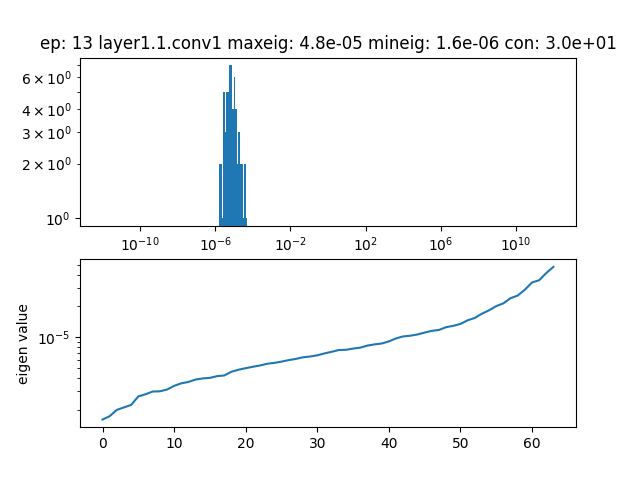 ep: 13 layer1.1.conv1 maxeig: 4.8e-05 mineig: 1.6e-06 con: 3.0e+01
6 × 10⁰
4 × 10⁰
3 × 10⁰
2 × 10⁰
10⁰
10⁻¹⁰ 10⁻⁶ 10⁻² 10² 10⁶ 10¹⁰
eigen value
10⁻⁵
0 10 20 30 40 50 60